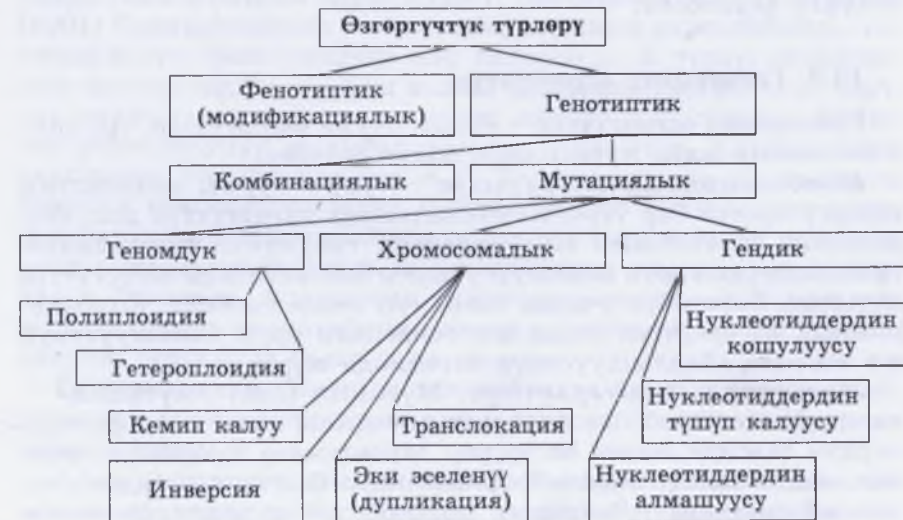 Өзгөргүчтүк түрлөрү
Фенотиптик
(модификациялык)
Генотиптик
Комбинациялык
Мутациялык
Геномдук
Хромосомалык
Гендик
Полиплоидия
Гетероплоидия
Кемип калуу
Инверсия
Транслокация
Эки эселенүү
(дупликация)
Нуклеотиддердин
кошулуусу
Нуклеотиддердин
түшүп калуусу
Нуклеотиддердин
алмашуусу